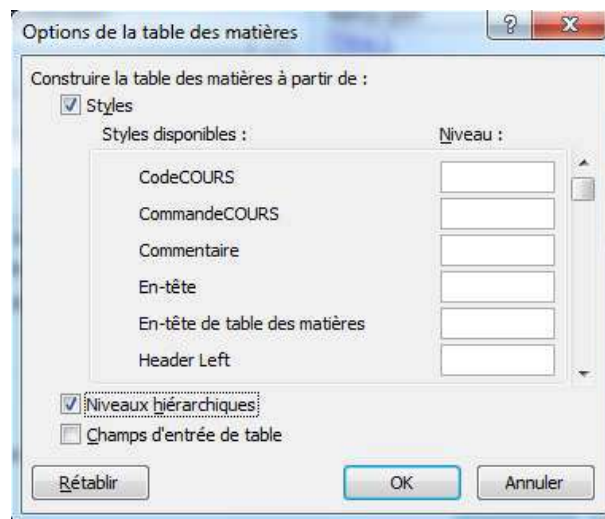 Options de la table des matières
Construire la table des matières à partir de :
Styles
Styles disponibles : Niveau :
CodeCOURS
CommandeCOURS
Commentaire
En-tête
En-tête de table des matières
Header Left
Niveaux hiérarchiques
Champs d'entrée de table
Rétablir OK Annuler